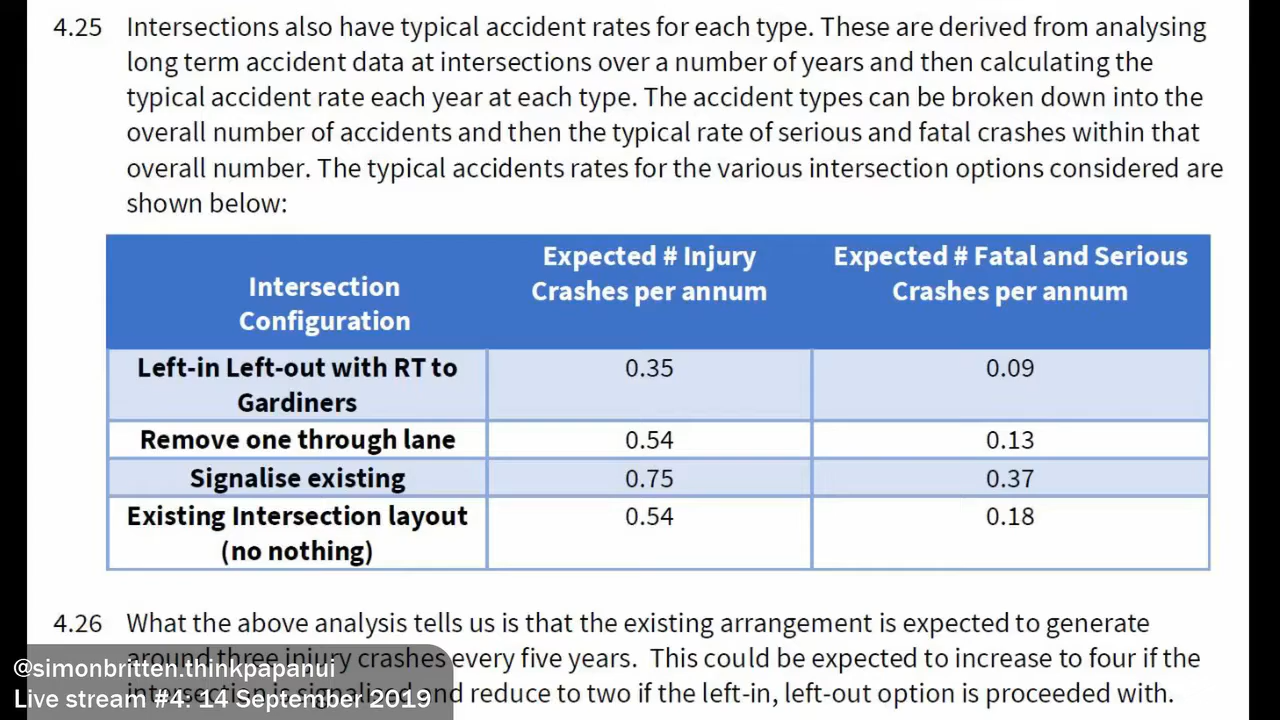 4.25 Intersections also have typical accident rates for each type. These are derived from analysing
long term accident data at intersections over a number of years and then calculating the
typical accident rate each year at each type. The accident types can be broken down into the
overall number of accidents and then the typical rate of serious and fatal crashes within that
overall number. The typical accidents rates for the various intersection options considered are
shown below:
Intersection
Configuration
Expected # Injury
Crashes per annum
Expected # Fatal and Serious
Crashes per annum
Left-in Left-out with RT to
Gardiners
0.35
0.09
Remove one through lane
0.54
0.13
Signalise existing
0.75
0.37
Existing Intersection layout
(no nothing)
0.54
0.18
4.26 What the above analysis tells us is that the existing arrangement is expected to generate
around three injury crashes every five years. This could be expected to increase to four if the
intersection is signalised and reduce to two if the left-in, left-out option is proceeded with.
@simonbritten.thinkpapanui
Live stream #4: 14 September 2019